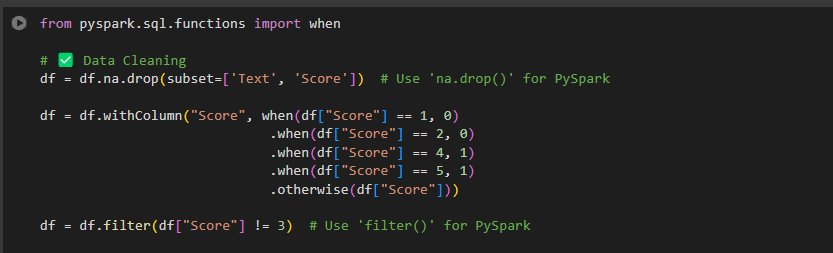 from pyspark.sql.functions import when
# ✅ Data Cleaning
df = df.na.drop(subset=['Text', 'Score'])  # Use 'na.drop()' for PySpark
df = df.withColumn("Score", when(df["Score"] == 1, 0)
.when(df["Score"] == 2, 0)
.when(df["Score"] == 4, 1)
.when(df["Score"] == 5, 1)
.otherwise(df["Score"]))
df = df.filter(df["Score"] != 3)  # Use 'filter()' for PySpark